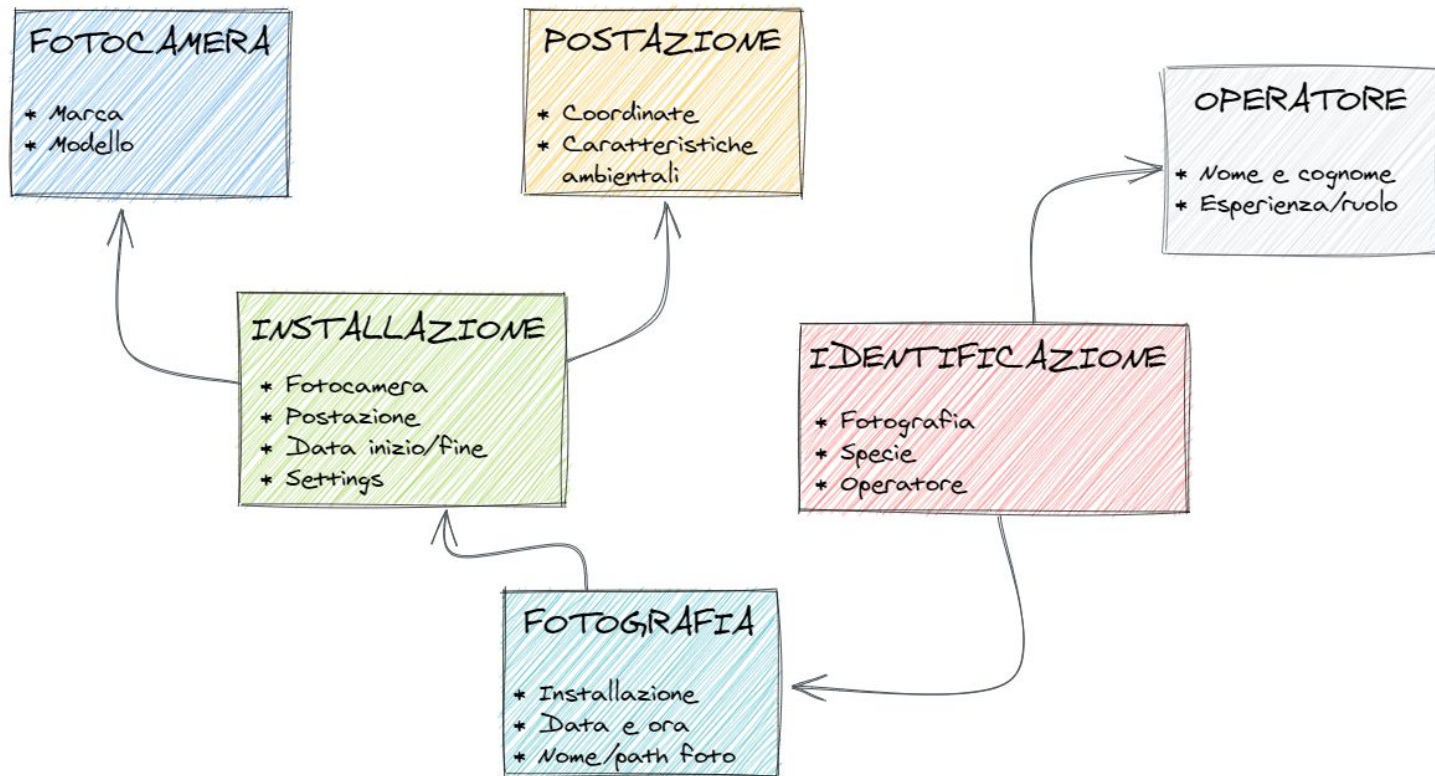 FOTOCAMERA
* Marca
* Modello
POSTAZIONE
* Coordinate
* Caratteristiche
ambientali
OPERATORE
* Nome e cognome
* Esperienza/ruolo
INSTALLAZIONE
* Fotocamera
* Postazione
* Data inizio/fine
* Settings
IDENTIFICAZIONE
* Fotografia
* Specie
* Operatore
FOTOGRAFIA
* Installazione
* Data e ora
* Nome/path foto